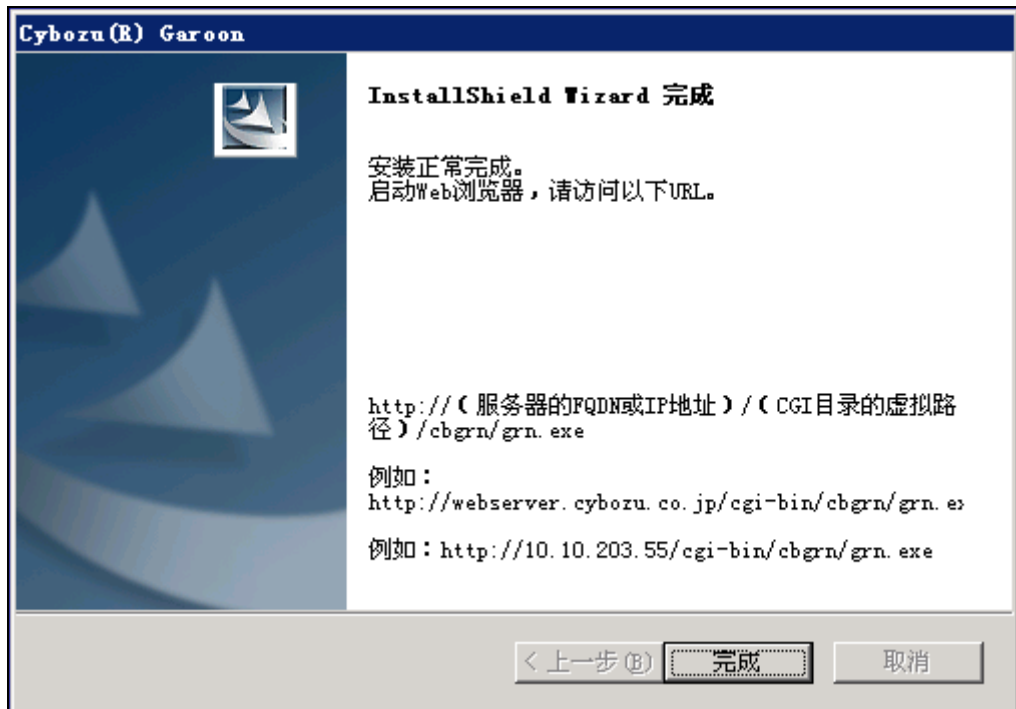 Cybozu(R) Garoon
InstallShield Wizard 完成
安装正常完成。
启动Web浏览器，请访问以下URL。
http://(服务器的FQDN或IP地址)/(CGI目录的虚拟路
径)/cbgrn/grn.exe
例如：
http://webserver.cybozu.co.jp/cgi-bin/cbgrn/grn.e
例如：http://10.10.203.55/cgi-bin/cbgrn/grn.exe
< 上一步(B)
完成
取消